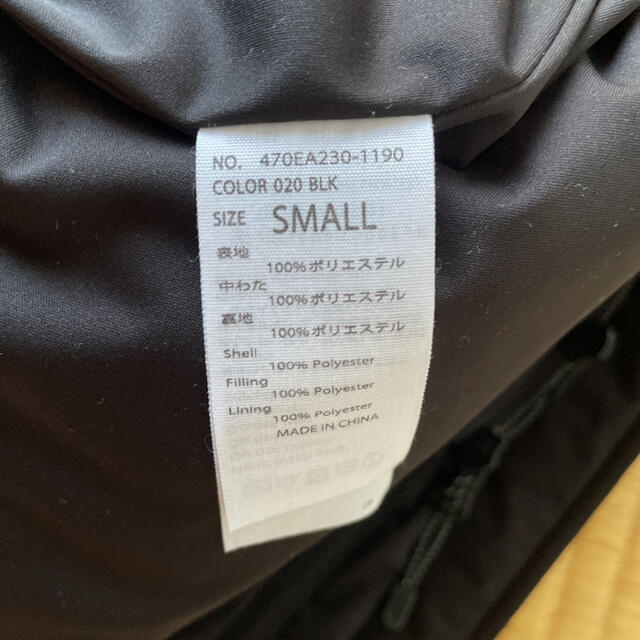 NO. 470EA230-1190
COLOR 020 BLK
SIZE SMALL
表地
100%ポリエステル
中わた
100%ポリエステル
裏地
100%ポリエステル
Shell
100% Polyester
Filling
100% Polyester
Lining
100% Polyester
MADE IN CHINA